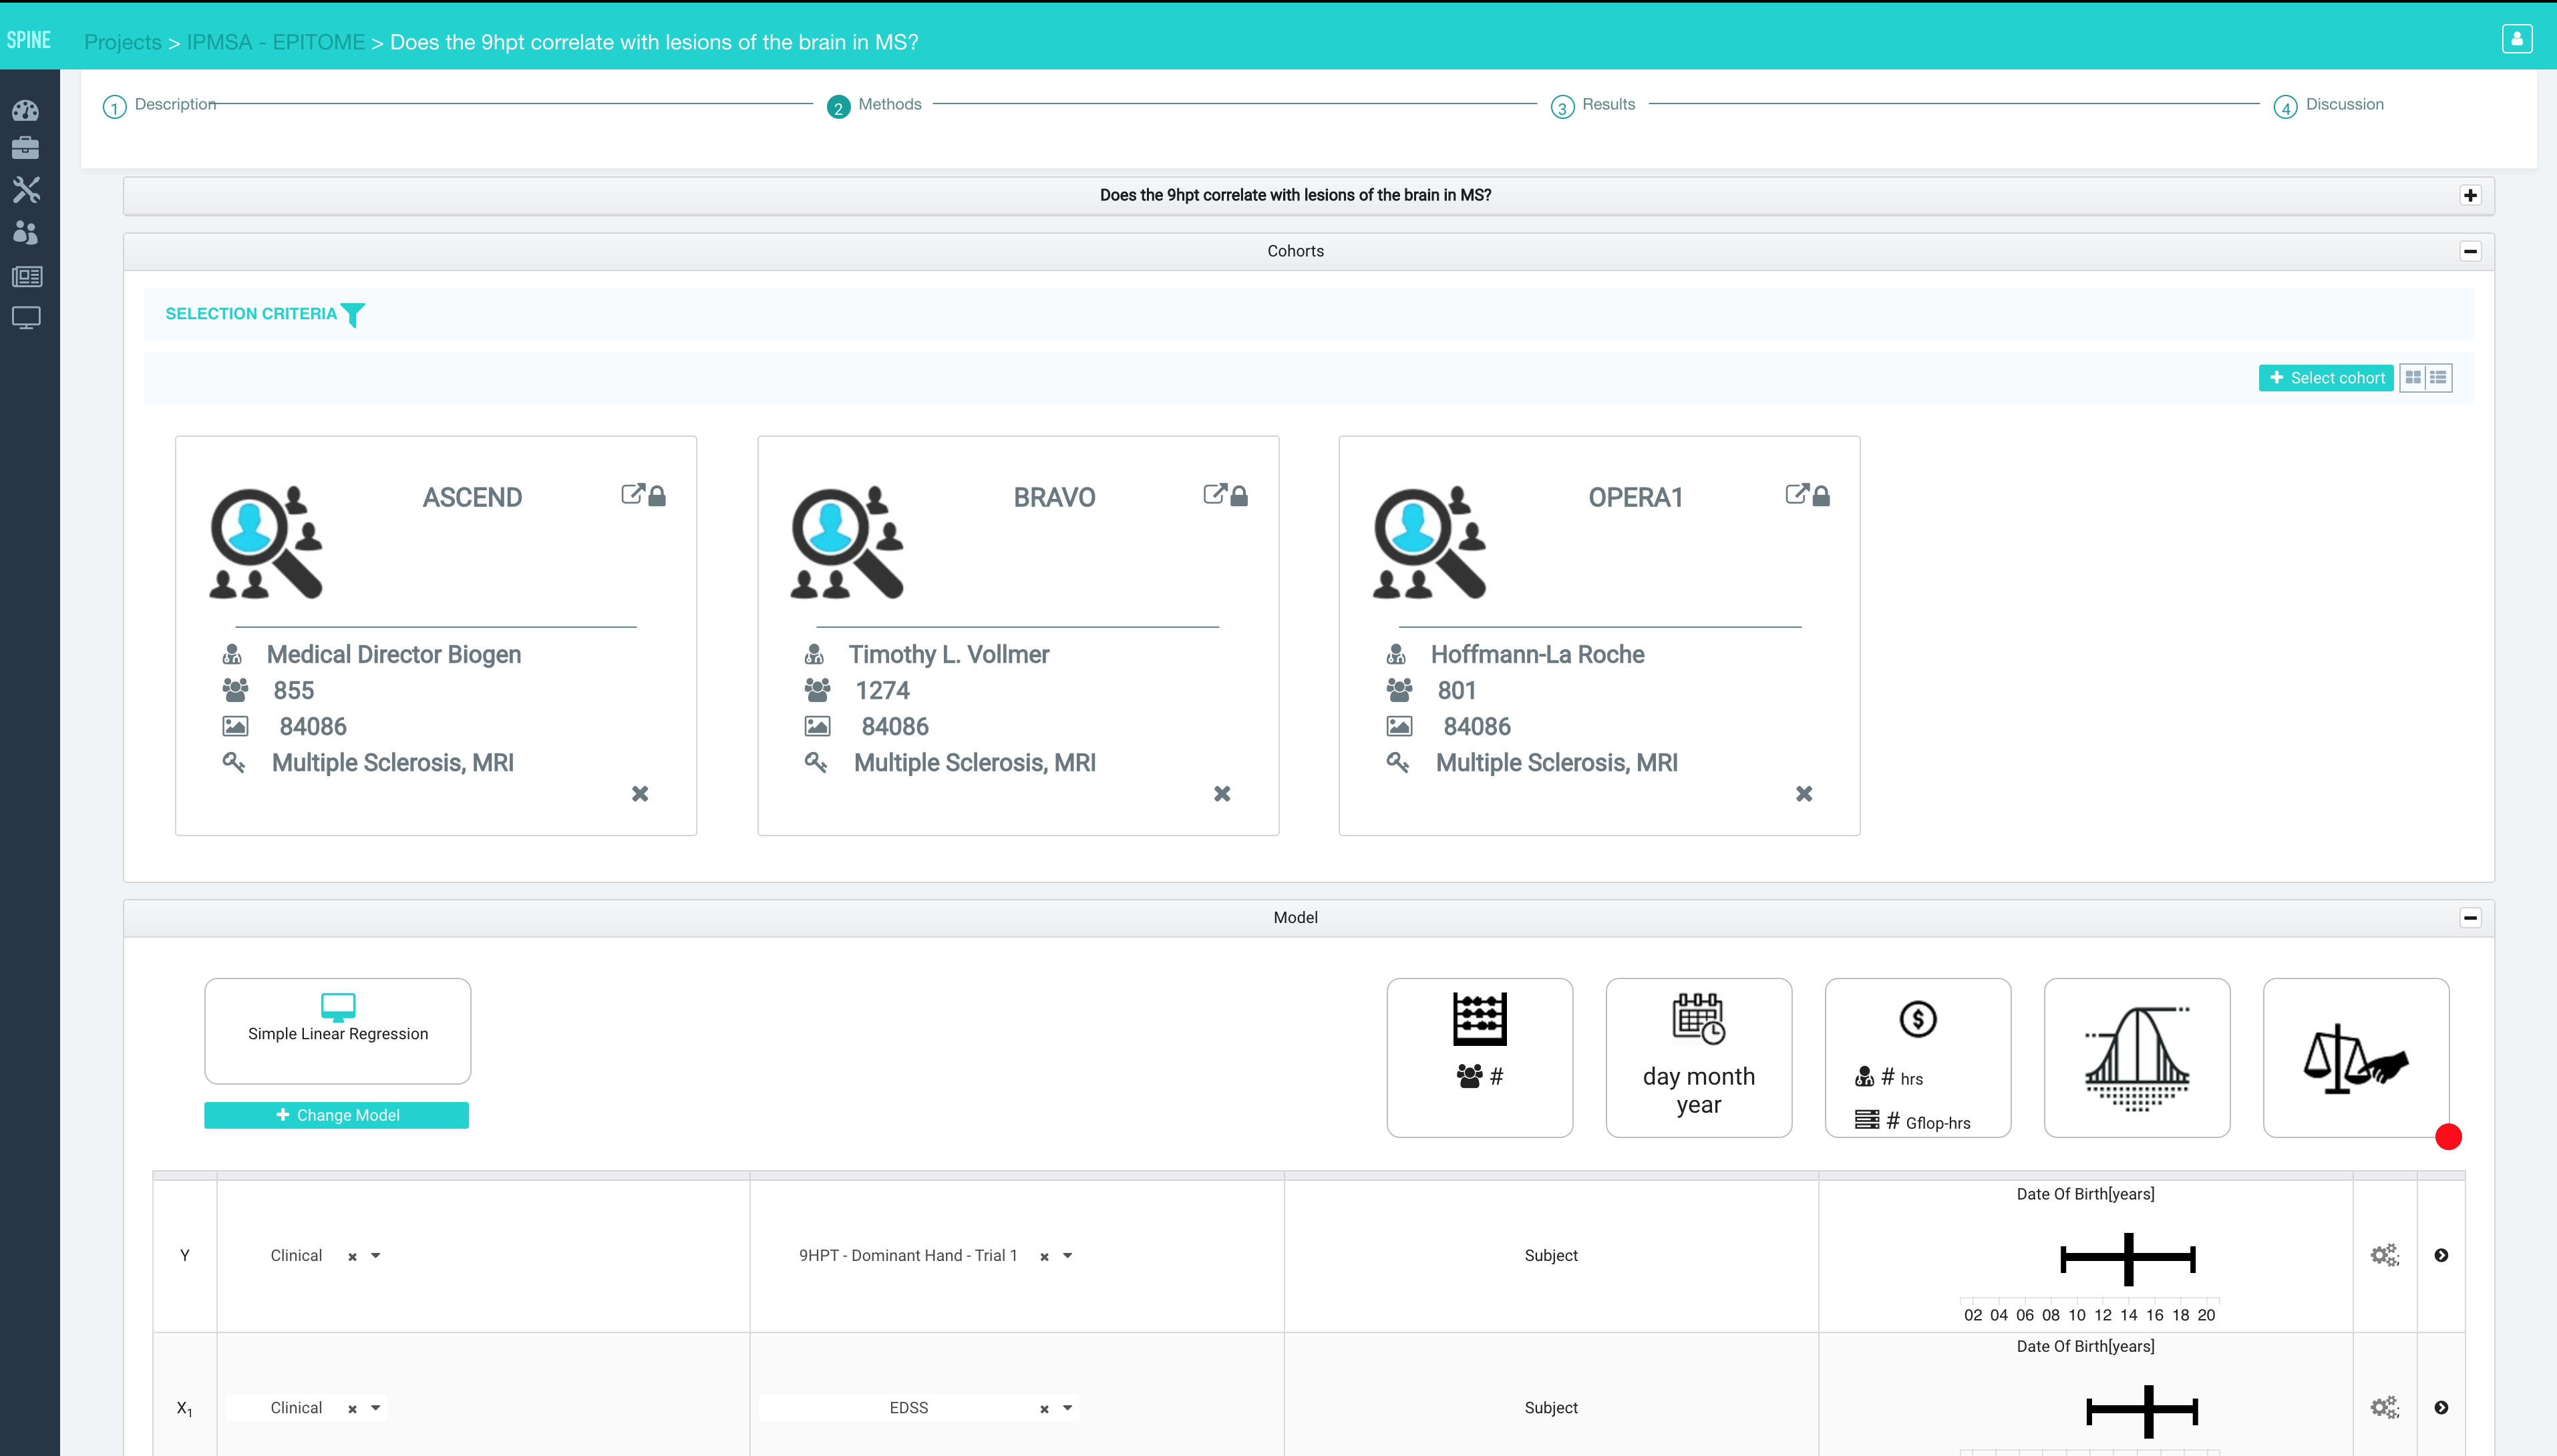 SPINE
Projects > IPMSA - EPITOME > Does the 9hpt correlate with lesions of the brain in MS?
1 Description
2 Methods
3 Results
4 Discussion
Does the 9hpt correlate with lesions of the brain in MS?
Cohorts
SELECTION CRITERIA
Select cohort
ASCEND
Medical Director Biogen
855
84086
Multiple Sclerosis, MRI
BRAVO
Timothy L. Vollmer
1274
84086
Multiple Sclerosis, MRI
OPERA1
Hoffmann-La Roche
801
84086
Multiple Sclerosis, MRI
Model
Simple Linear Regression
Change Model
#
day month
year
$
# hrs
# Gflop-hrs
Y
Clinical
9HPT - Dominant Hand - Trial 1
Subject
Date Of Birth[years]
02 04 06 08 10 12 14 16 18 20
X1
Clinical
EDSS
Subject
Date Of Birth[years]